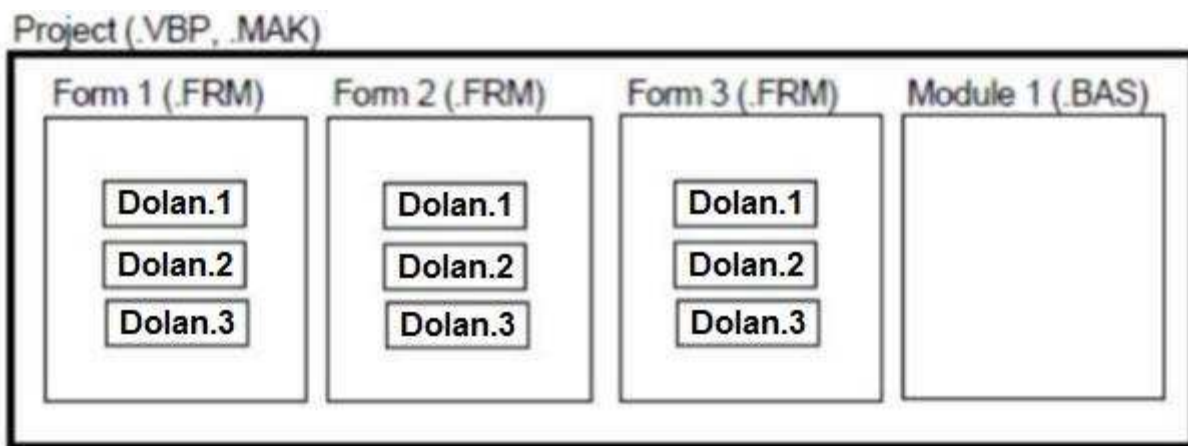 Project (.VBP, .MAK)
Form 1 (.FRM) Form 2 (.FRM) Form 3 (.FRM) Module 1 (.BAS)
Dolan.1 Dolan.1 Dolan.1
Dolan.2 Dolan.2 Dolan.2
Dolan.3 Dolan.3 Dolan.3